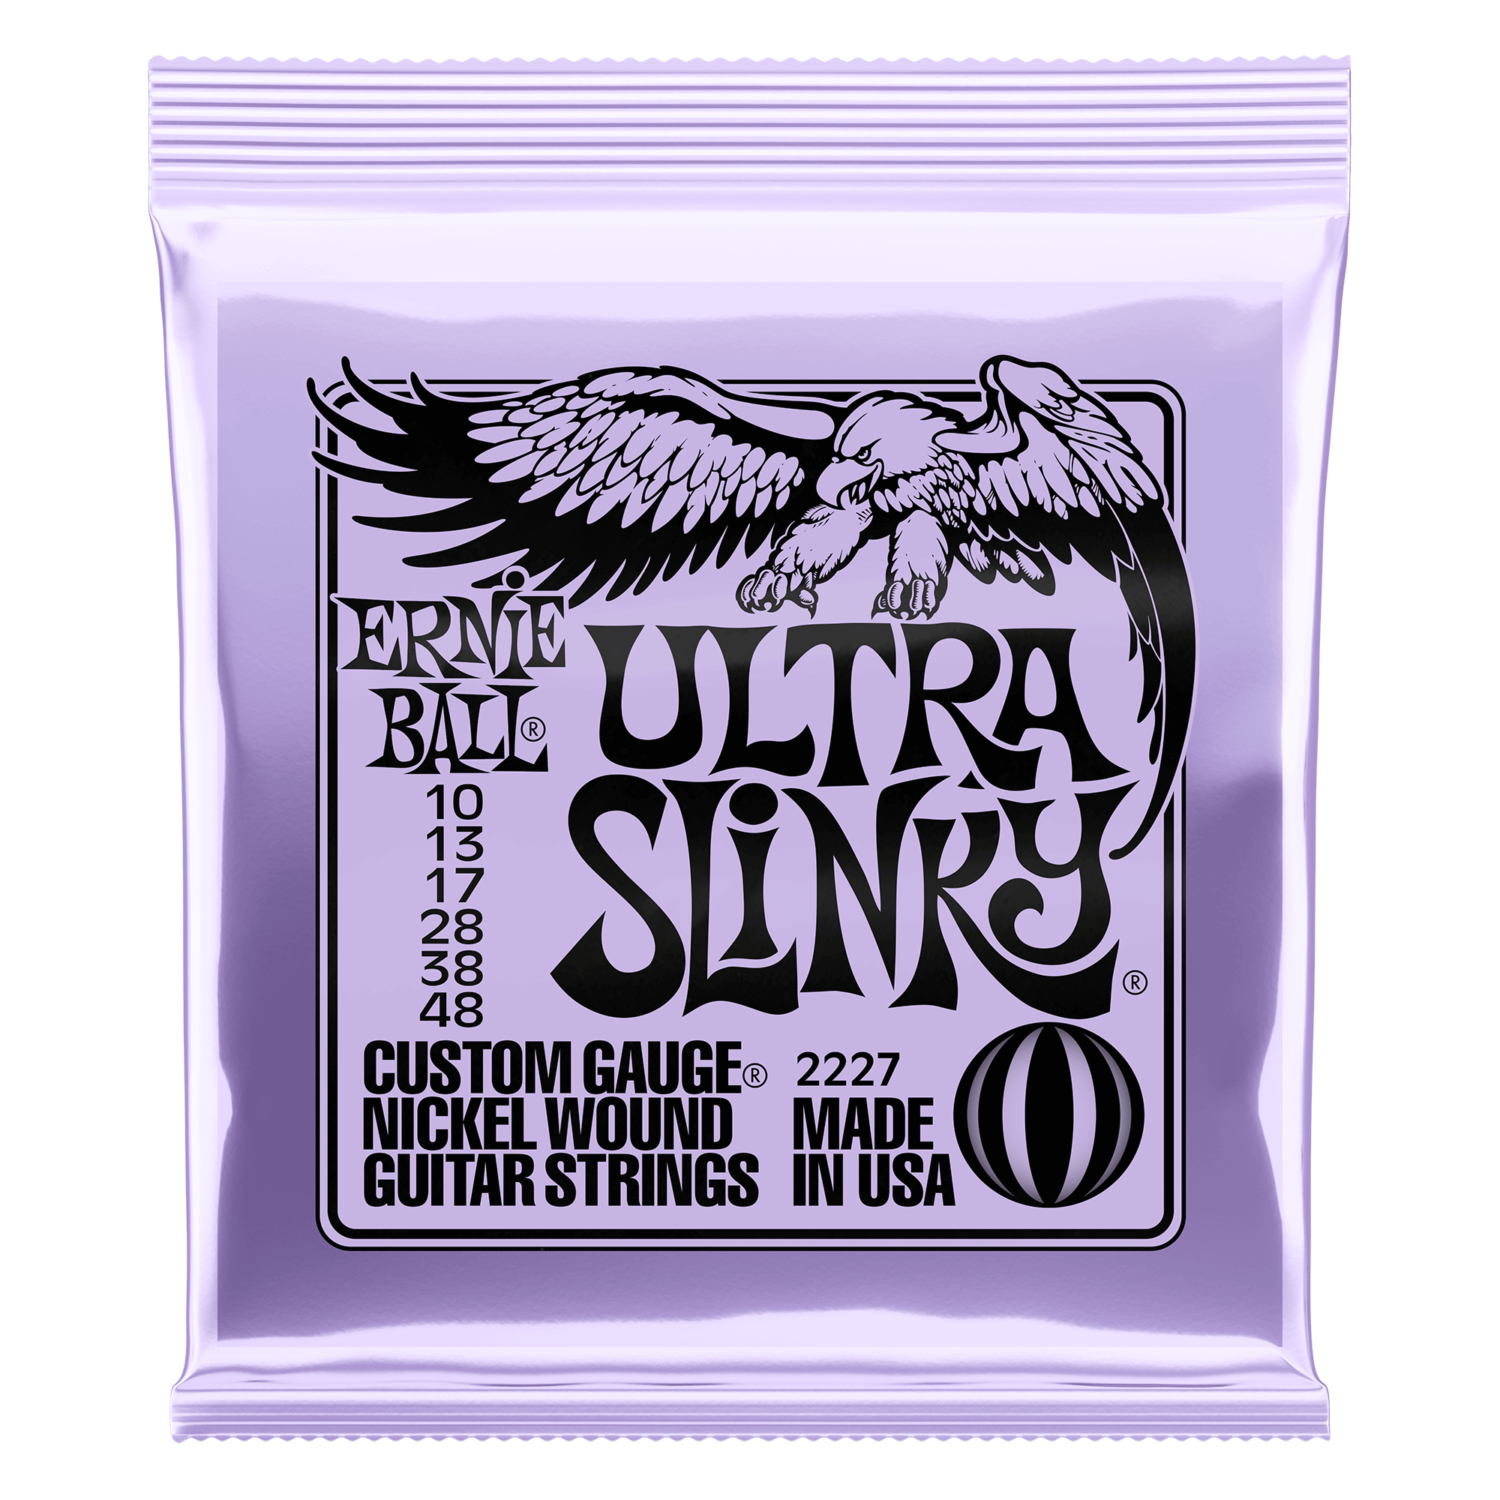 ERNIE
BALL®
ULTRA
SLINKY®
10
13
17
28
38
48
CUSTOM GAUGE®
NICKEL WOUND
GUITAR STRINGS
2227
MADE
IN USA